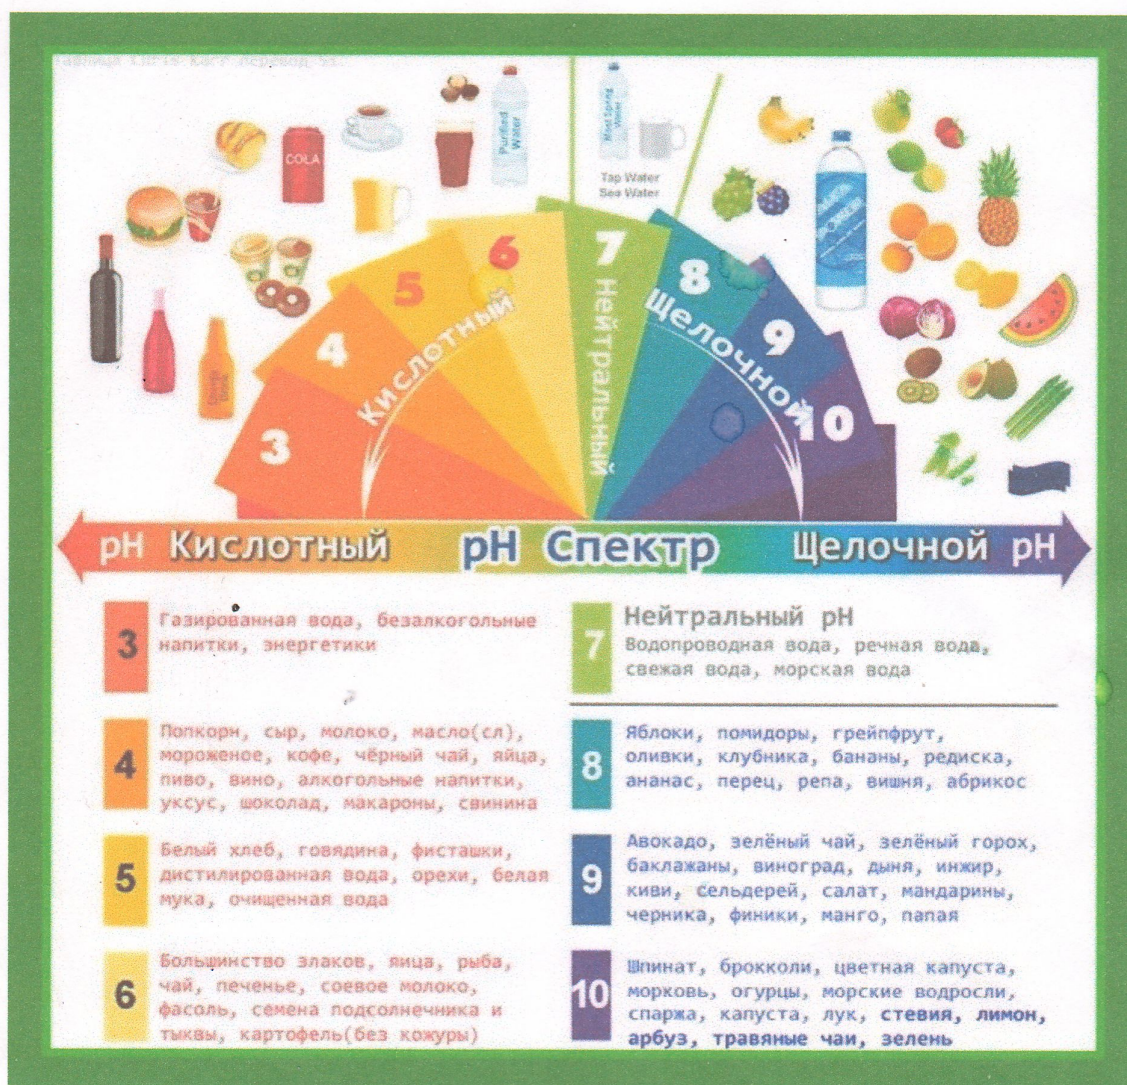 COLA
Purified
Water
Tap Water
Sea Water
3
4
5
6
7
8
9
10
Кислотный
Нейтральный
Щелочной
pH Кислотный pH Спектр Щелочной pH
3
Газированная вода, безалкогольные
напитки, энергетики
4
Попкорн, сыр, молоко, масло(сл),
мороженое, кофе, чёрный чай, яйца,
пиво, вино, алкогольные напитки,
уксус, шоколад, макароны, свинина
5
Белый хлеб, говядина, фисташки,
дистилированная вода, орехи, белая
мука, очищенная вода
6
Большинство злаков, яица, рыба,
чай, печенье, соевое молоко,
фасоль, семена подсолнечника и
тыквы, картофель(без кожуры)
7
Нейтральный pH
Водопроводная вода, речная вода,
свежая вода, морская вода
8
Яблоки, помидоры, грейпфрут,
оливки, клубника, бананы, редиска,
ананас, перец, репа, вишня, абрикос
9
Авокадо, зелёный чай, зелёный горох,
баклажаны, виноград, дыня, инжир,
киви, сельдерей, салат, мандарины,
черника, финики, манго, папая
10
Шпинат, брокколи, цветная капуста,
морковь, огурцы, морские водросли,
спаржа, капуста, лук, стевия, лимон,
арбуз, травяные чаи, зелень